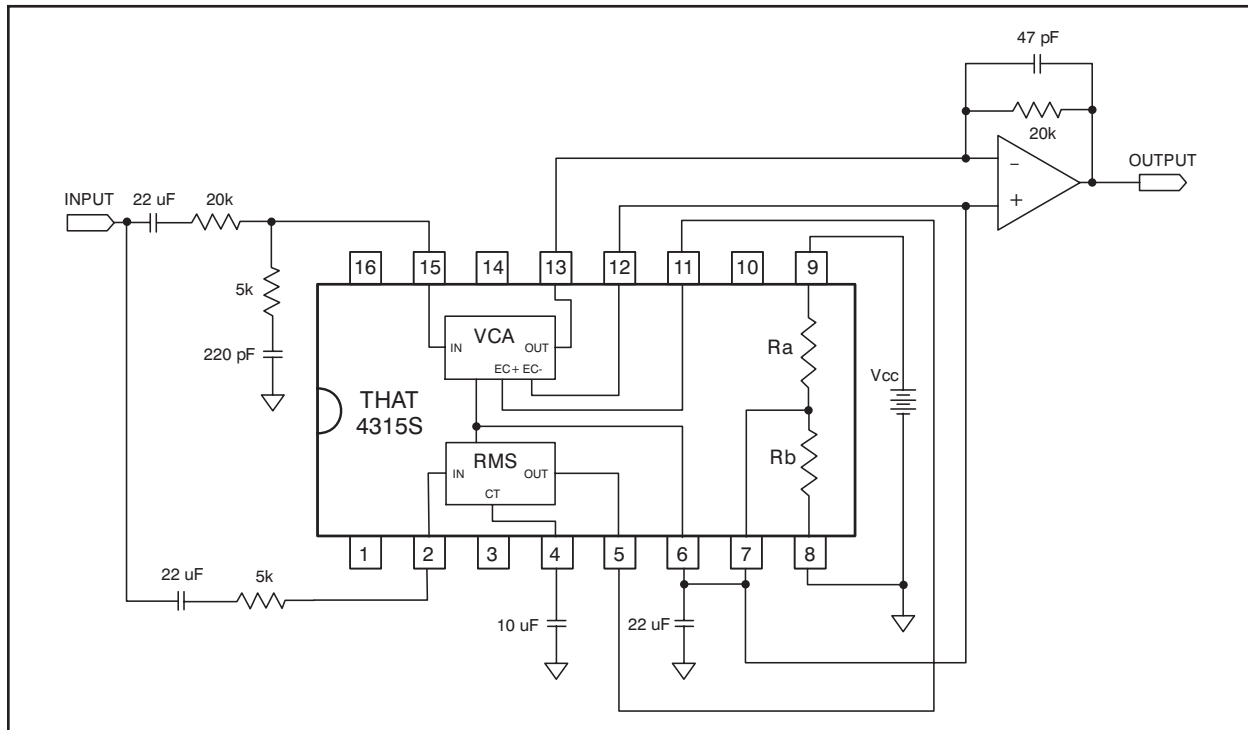 47 pF
20k
OUTPUT
-
+
INPUT
22 uF
20k
5k
220 pF
16
15
14
13
12
11
10
9
VCA
IN
OUT
EC+ EC-
Ra
Vcc
THAT
4315S
RMS
IN
OUT
CT
Rb
1
2
3
4
5
6
7
8
22 uF
5k
10 uF
22 uF